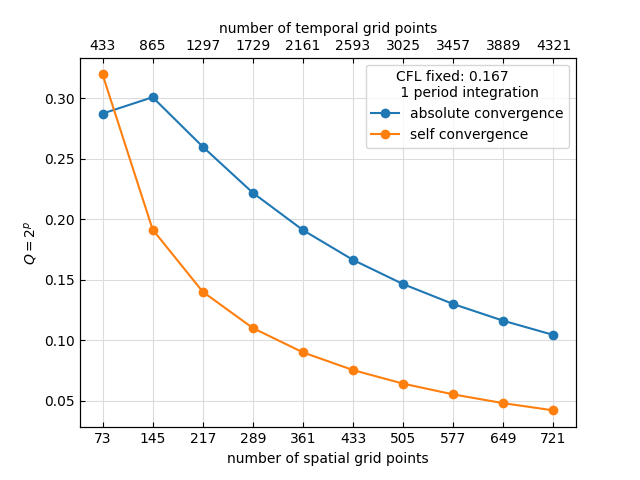 number of temporal grid points
433 865 1297 1729 2161 2593 3025 3457 3889 4321
CFL fixed: 0.167
1 period integration
absolute convergence
self convergence
Q = 2^p
0.30
0.25
0.20
0.15
0.10
0.05
73 145 217 289 361 433 505 577 649 721
number of spatial grid points